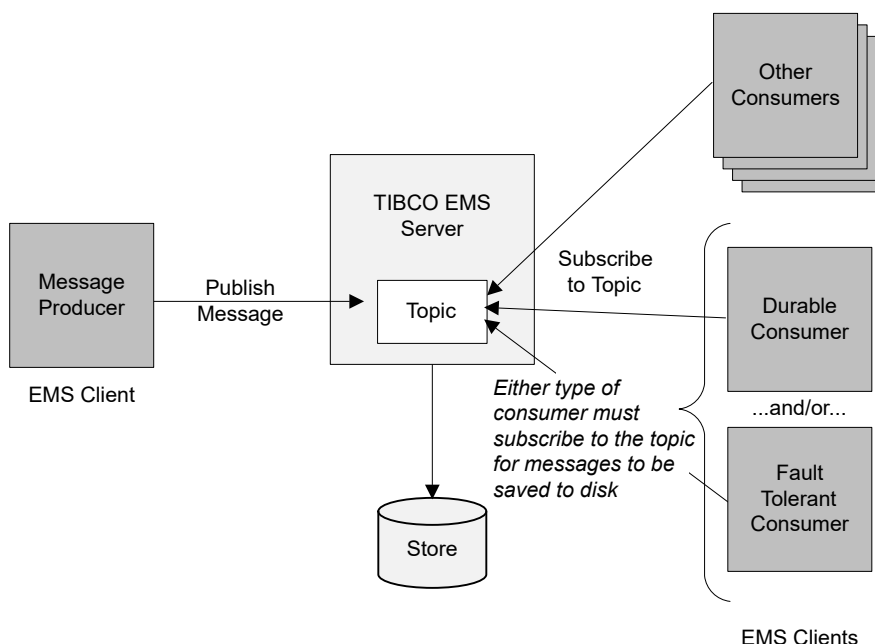 Other
Consumers
TIBCO EMS
Server
Message
Producer
Publish
Message
Topic
Subscribe
to Topic
Durable
Consumer
EMS Client
Either type of
consumer must
subscribe to the topic
for messages to be
saved to disk
...and/or...
Fault
Tolerant
Consumer
Store
EMS Clients